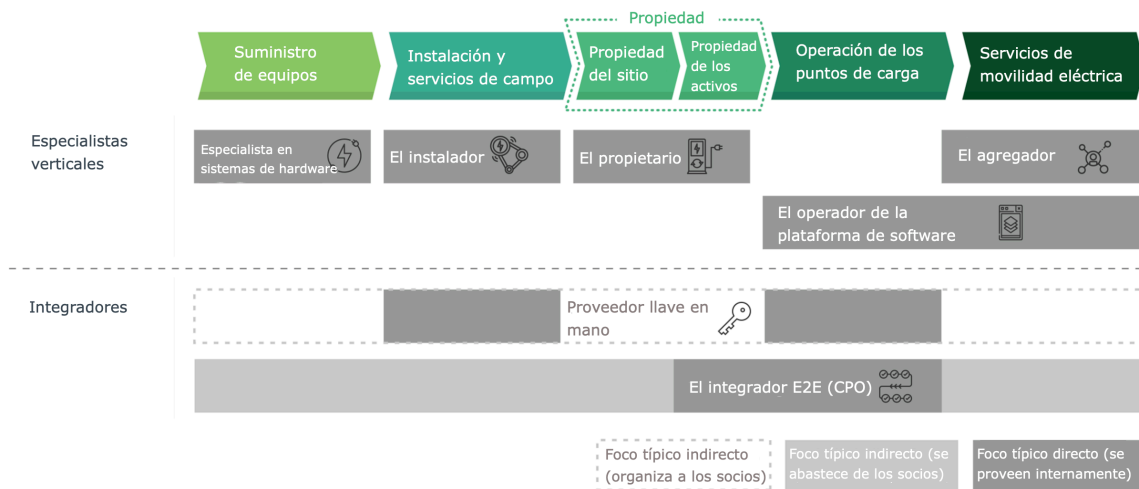 Propiedad
Suministro
de equipos
Instalación y
servicios de campo
Propiedad
del sitio
Propiedad
de los
activos
Operación de los
puntos de carga
Servicios de
movilidad eléctrica
Especialistas
verticales
Especialista en
sistemas de hardware
El instalador
El propietario
El agregador
El operador de la
plataforma de software
Integradores
Proveedor llave en
mano
El integrador E2E (CPO)
Foco típico indirecto
(organiza a los socios)
Foco típico indirecto (se
abastece de los socios)
Foco típico directo (se
proveen internamente)